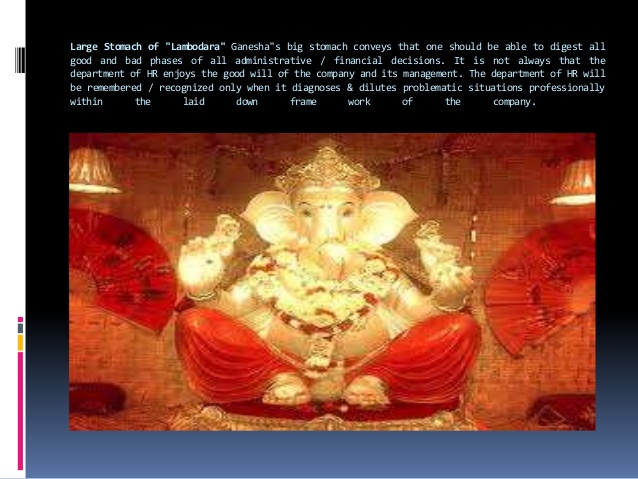 Large Stomach of "Lambodara" Ganesha"s big stomach conveys that one should be able to digest all
good and bad phases of all administrative / financial decisions. It is not always that the
department of HR enjoys the good will of the company and its management. The department of HR will
be remembered / recognized only when it diagnoses & dilutes problematic situations professionally
within the laid down frame work of the company.